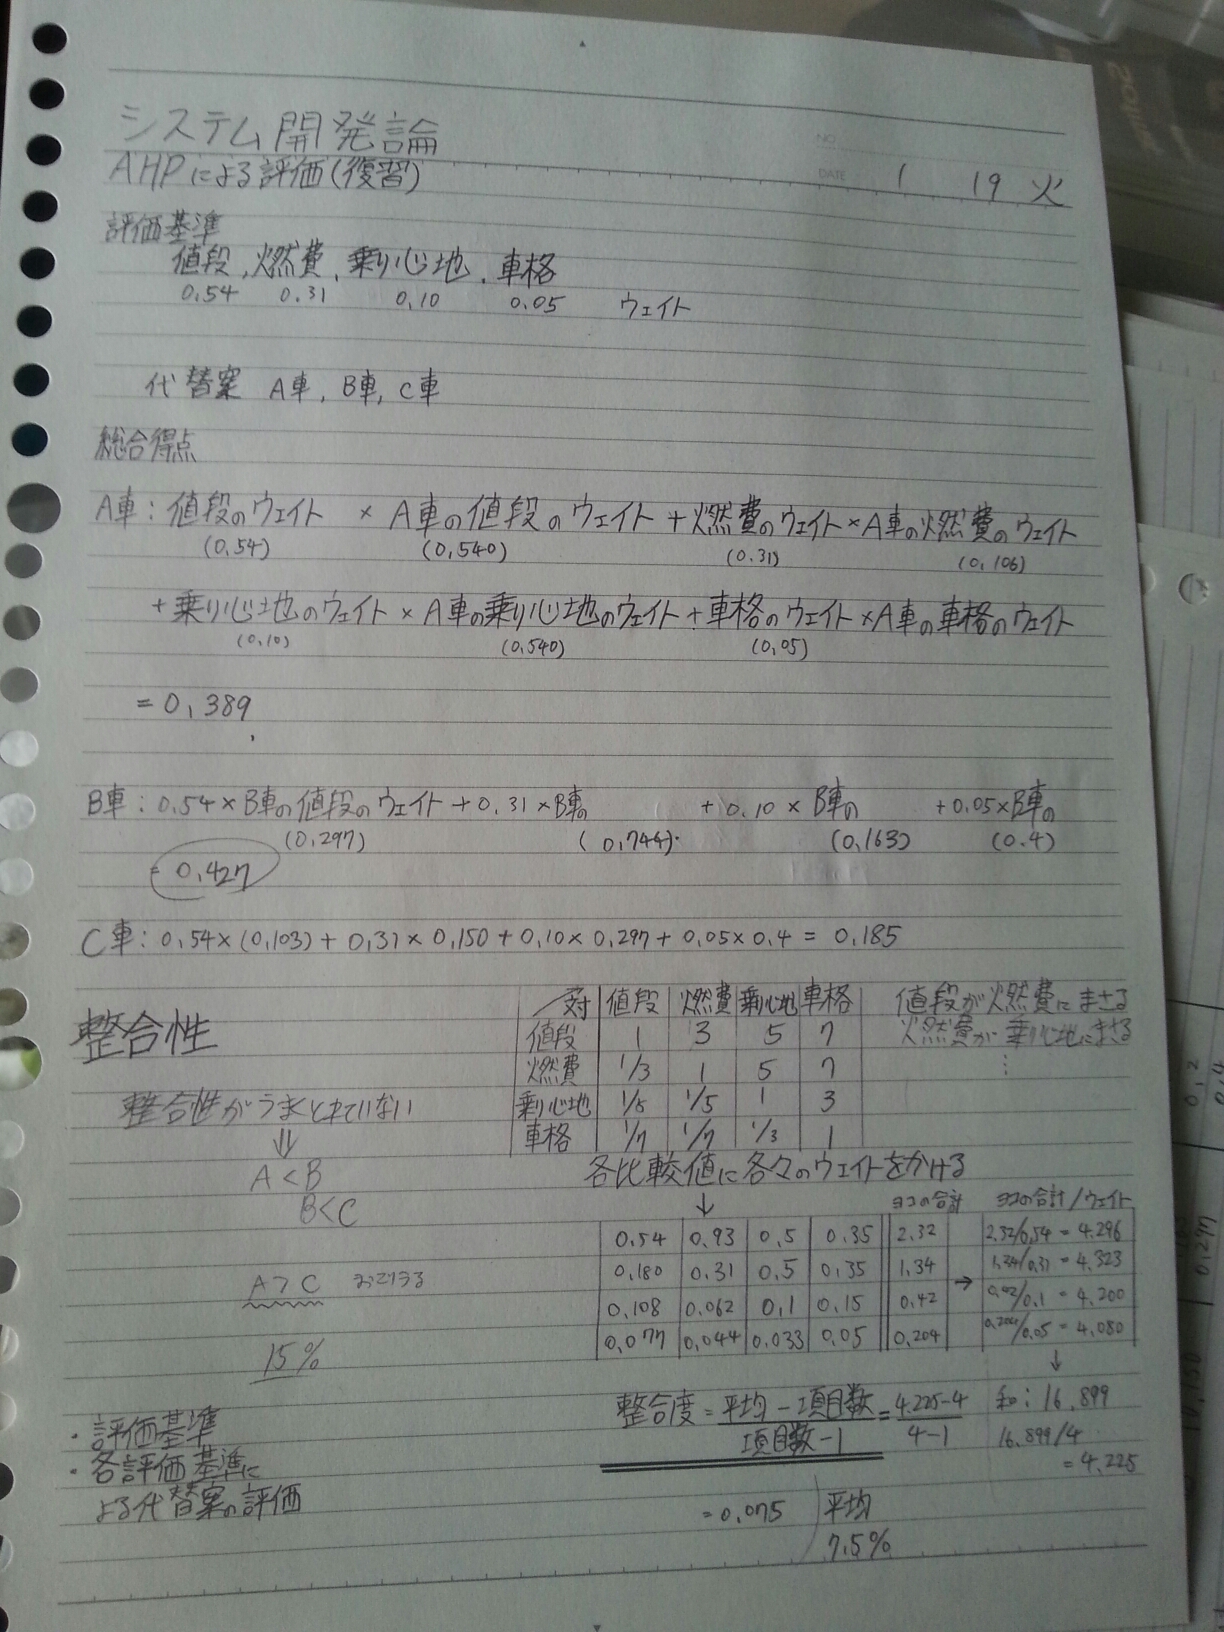 システム開発論
AHPによる評価(復習)
NO.
DATE 1 19 火
評価基準
値段, 燃費, 乗り心地, 車格
0.54 0.31 0.10 0.05 ウェイト
代替案 A車, B車, C車
総合得点
A車: 値段のウェイト × A車の値段のウェイト + 燃費のウェイト × A車の燃費のウェイト
(0.54) (0.540) (0.31) (0.106)
+ 乗り心地のウェイト × A車の乗り心地のウェイト + 車格のウェイト × A車の車格のウェイト
(0.10) (0.540) (0.05)
= 0.389
B車: 0.54 × B車の値段のウェイト + 0.31 × B車の + 0.10 × B車の + 0.05 × B車の
(0.297) (0.744) (0.163) (0.4)
= 0.427
C車: 0.54×(0.103) + 0.31 × 0.150 + 0.10 × 0.297 + 0.05 × 0.4 = 0.185
整合性
整合性がうまくとれていない
⇓
A < B
B < C
A > C おこりうる
15%
・評価基準
・各評価基準に
よる代替案の評価
対 値段 燃費 乗り心地 車格
値段 1 3 5 7
燃費 1/3 1 5 7
乗り心地 1/5 1/5 1 3
車格 1/7 1/7 1/3 1
値段が燃費にまさる
燃費が乗り心地にまさる
⋮
各比較値に各々のウェイトをかける
↓ ヨコの合計 ヨコの合計/ウェイト
0.54 0.93 0.5 0.35 2.32 2.32/0.54 = 4.296
0.180 0.31 0.5 0.35 1.34 → 1.34/0.31 = 4.323
0.108 0.062 0.1 0.15 0.42 0.42/0.1 = 4.200
0.077 0.044 0.033 0.05 0.204 0.204/0.05 = 4.080
↓
整合度 = 平均 - 項目数 / 項目数 - 1 = 4.225-4 / 4-1
= 0.075
和: 16.899
16.899/4
= 4.225
平均
7.5%